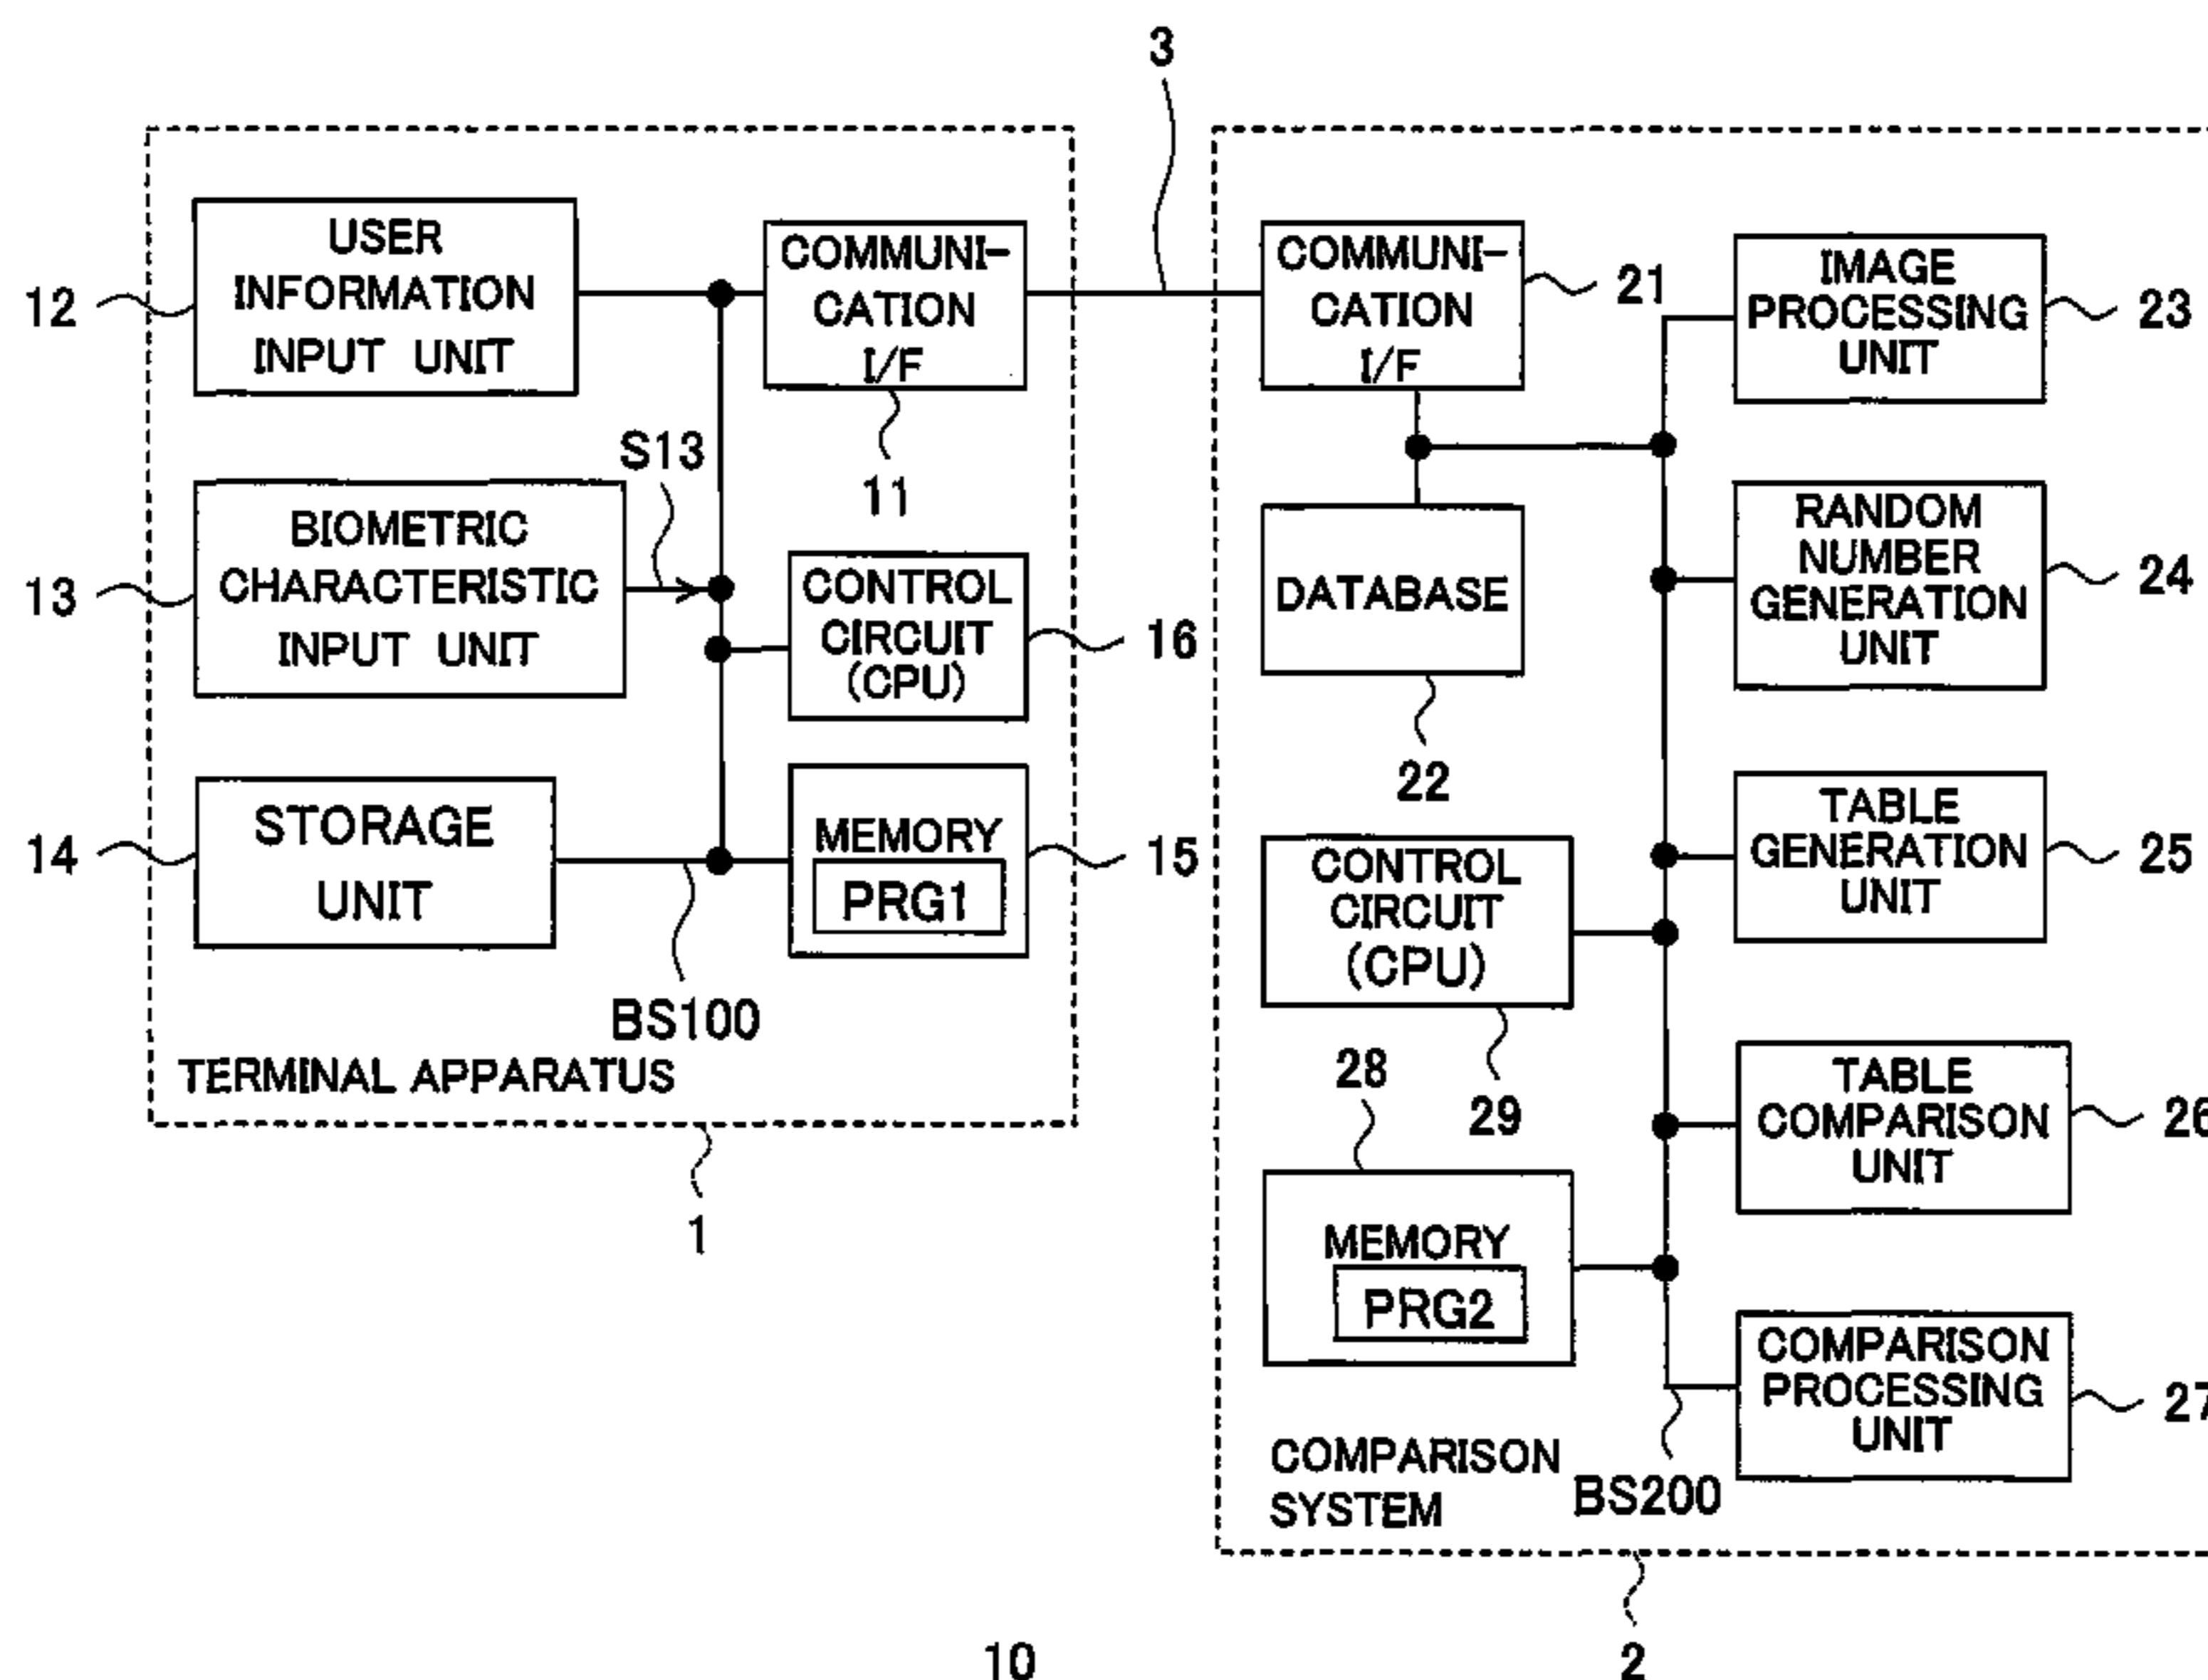 3
USER
INFORMATION
INPUT UNIT
12
COMMUNI-
CATION
I/F
11
S13
BIOMETRIC
CHARACTERISTIC
INPUT UNIT
13
CONTROL
CIRCUIT
(CPU)
16
STORAGE
UNIT
14
MEMORY
PRG1
15
BS100
TERMINAL APPARATUS
1
COMMUNI-
CATION
I/F
21
IMAGE
PROCESSING
UNIT
23
DATABASE
22
RANDOM
NUMBER
GENERATION
UNIT
24
TABLE
GENERATION
UNIT
25
CONTROL
CIRCUIT
(CPU)
29
28
MEMORY
PRG2
TABLE
COMPARISON
UNIT
26
COMPARISON
PROCESSING
UNIT
27
BS200
COMPARISON
SYSTEM
2
10